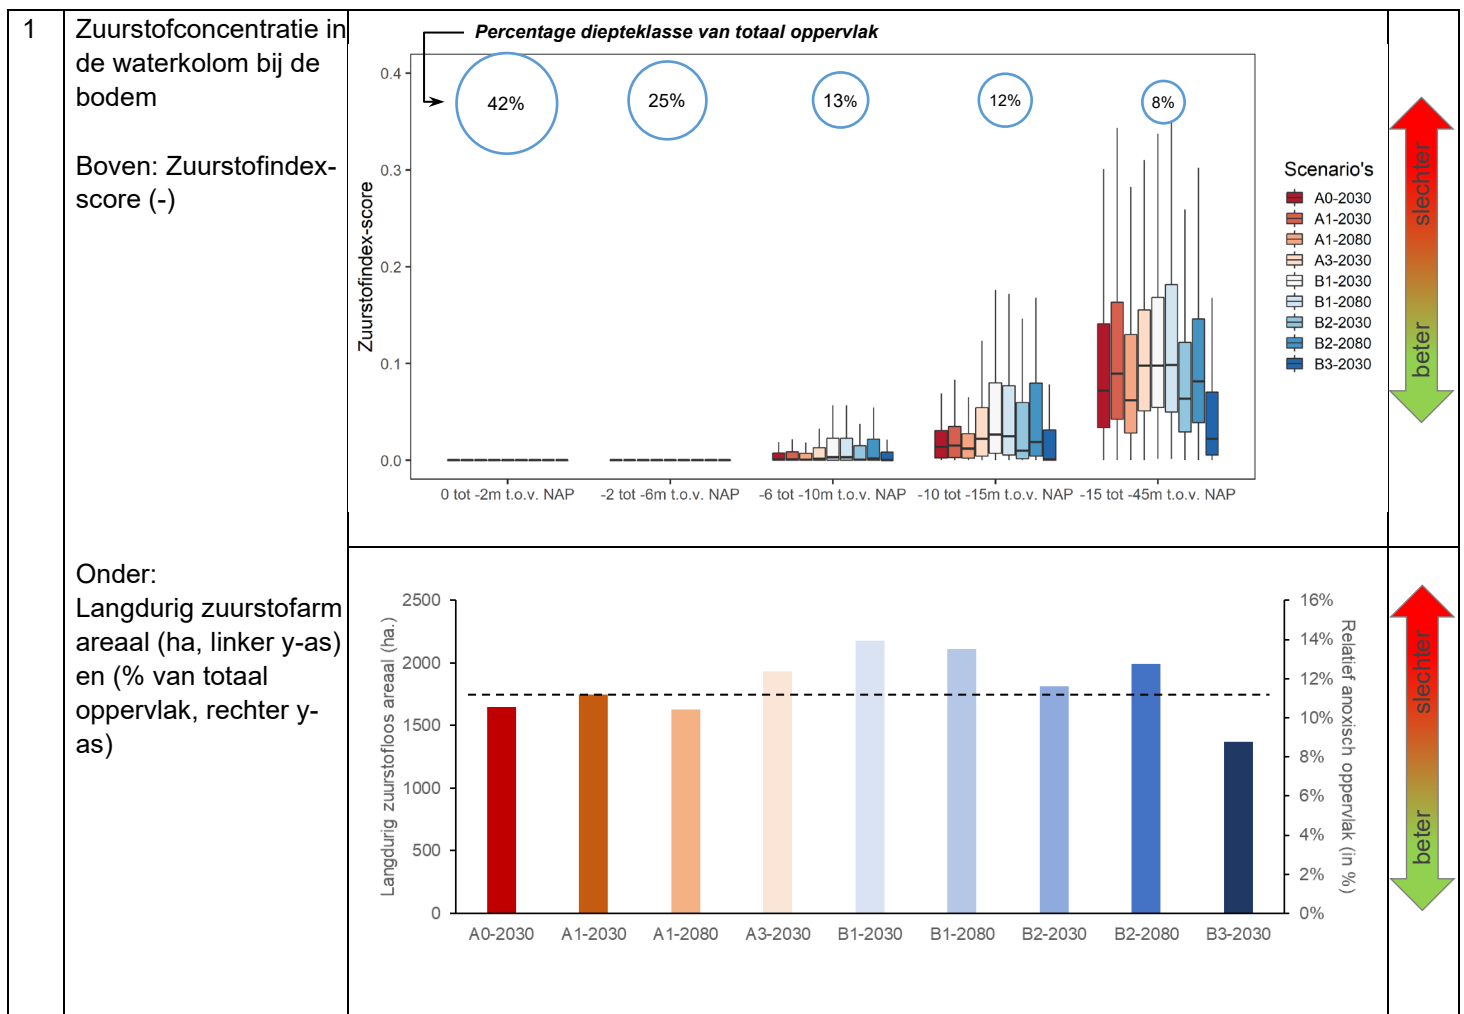 1
Zuurstofconcentratie in
de waterkolom bij de
bodem
Boven: Zuurstofindex-
score (-)
Percentage diepteklasse van totaal oppervlak
42%
25%
13%
12%
8%
Zuurstofindex-score
0.4
0.3
0.2
0.1
0.0
0 tot -2m t.o.v. NAP
-2 tot -6m t.o.v. NAP
-6 tot -10m t.o.v. NAP
-10 tot -15m t.o.v. NAP
-15 tot -45m t.o.v. NAP
Scenario's
A0-2030
A1-2030
A1-2080
A3-2030
B1-2030
B1-2080
B2-2030
B2-2080
B3-2030
slechter
beter
Onder:
Langdurig zuurstofarm
areaal (ha, linker y-as)
en (% van totaal
oppervlak, rechter y-
as)
Langdurig zuurstofloos areaal (ha.)
2500
2000
1500
1000
500
0
A0-2030
A1-2030
A1-2080
A3-2030
B1-2030
B1-2080
B2-2030
B2-2080
B3-2030
16%
14%
12%
10%
8%
6%
4%
2%
0%
Relatief anoxisch oppervlak (in %)
slechter
beter